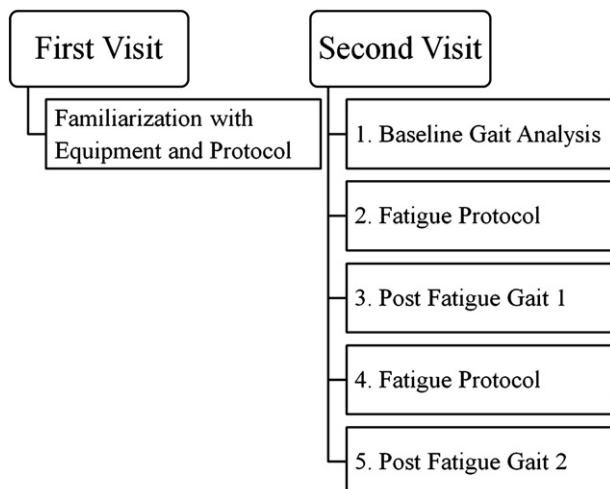 First Visit
Familiarization with
Equipment and Protocol
Second Visit
1. Baseline Gait Analysis
2. Fatigue Protocol
3. Post Fatigue Gait 1
4. Fatigue Protocol
5. Post Fatigue Gait 2